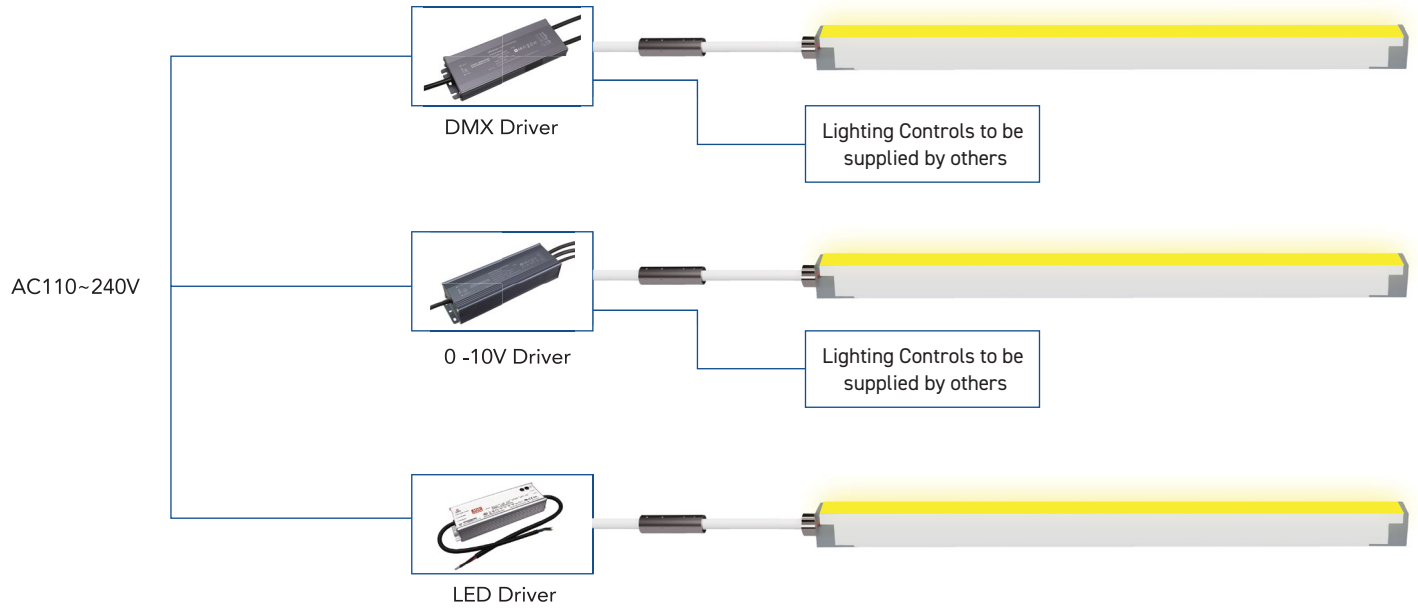 DMX Driver
Lighting Controls to be
supplied by others
AC110~240V
0 -10V Driver
Lighting Controls to be
supplied by others
LED Driver